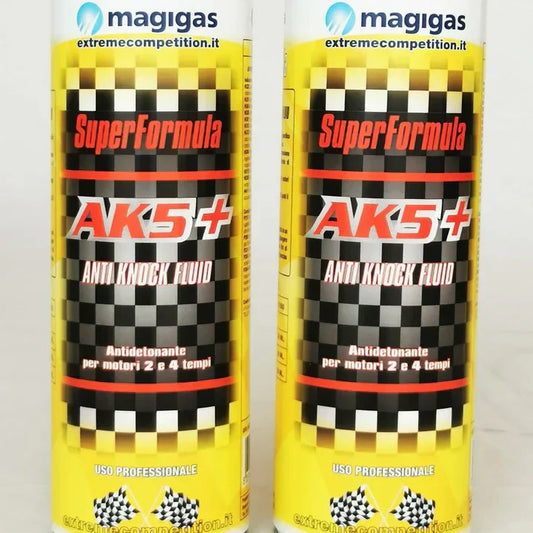 magigas
extremecompetition.it
SuperFormula
AK5+
ANTI KNOCK FLUID
Antidetonante
per motori 2 e 4 tempi
USO PROFESSIONALE
extremecompetition.it
magigas
extremecompetition.it
SuperFormula
AK5+
ANTI KNOCK FLUID
Antidetonante
per motori 2 e 4 tempi
USO PROFESSIONALE
extremecompetition.it